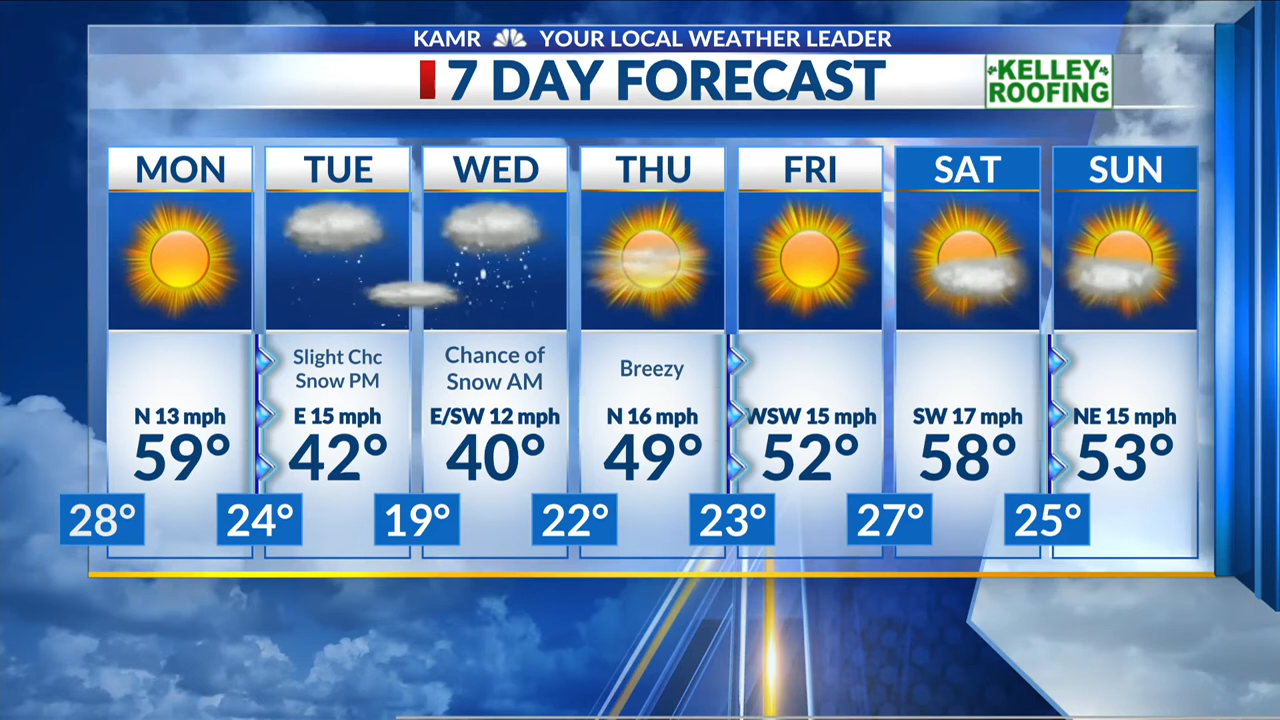 KAMR YOUR LOCAL WEATHER LEADER
7 DAY FORECAST
KELLEY
ROOFING
MON TUE WED THU FRI SAT SUN
Slight Chc
Snow PM
Chance of
Snow AM
Breezy
N 13 mph E 15 mph E/SW 12 mph N 16 mph WSW 15 mph SW 17 mph NE 15 mph
59° 42° 40° 49° 52° 58° 53°
28° 24° 19° 22° 23° 27° 25°